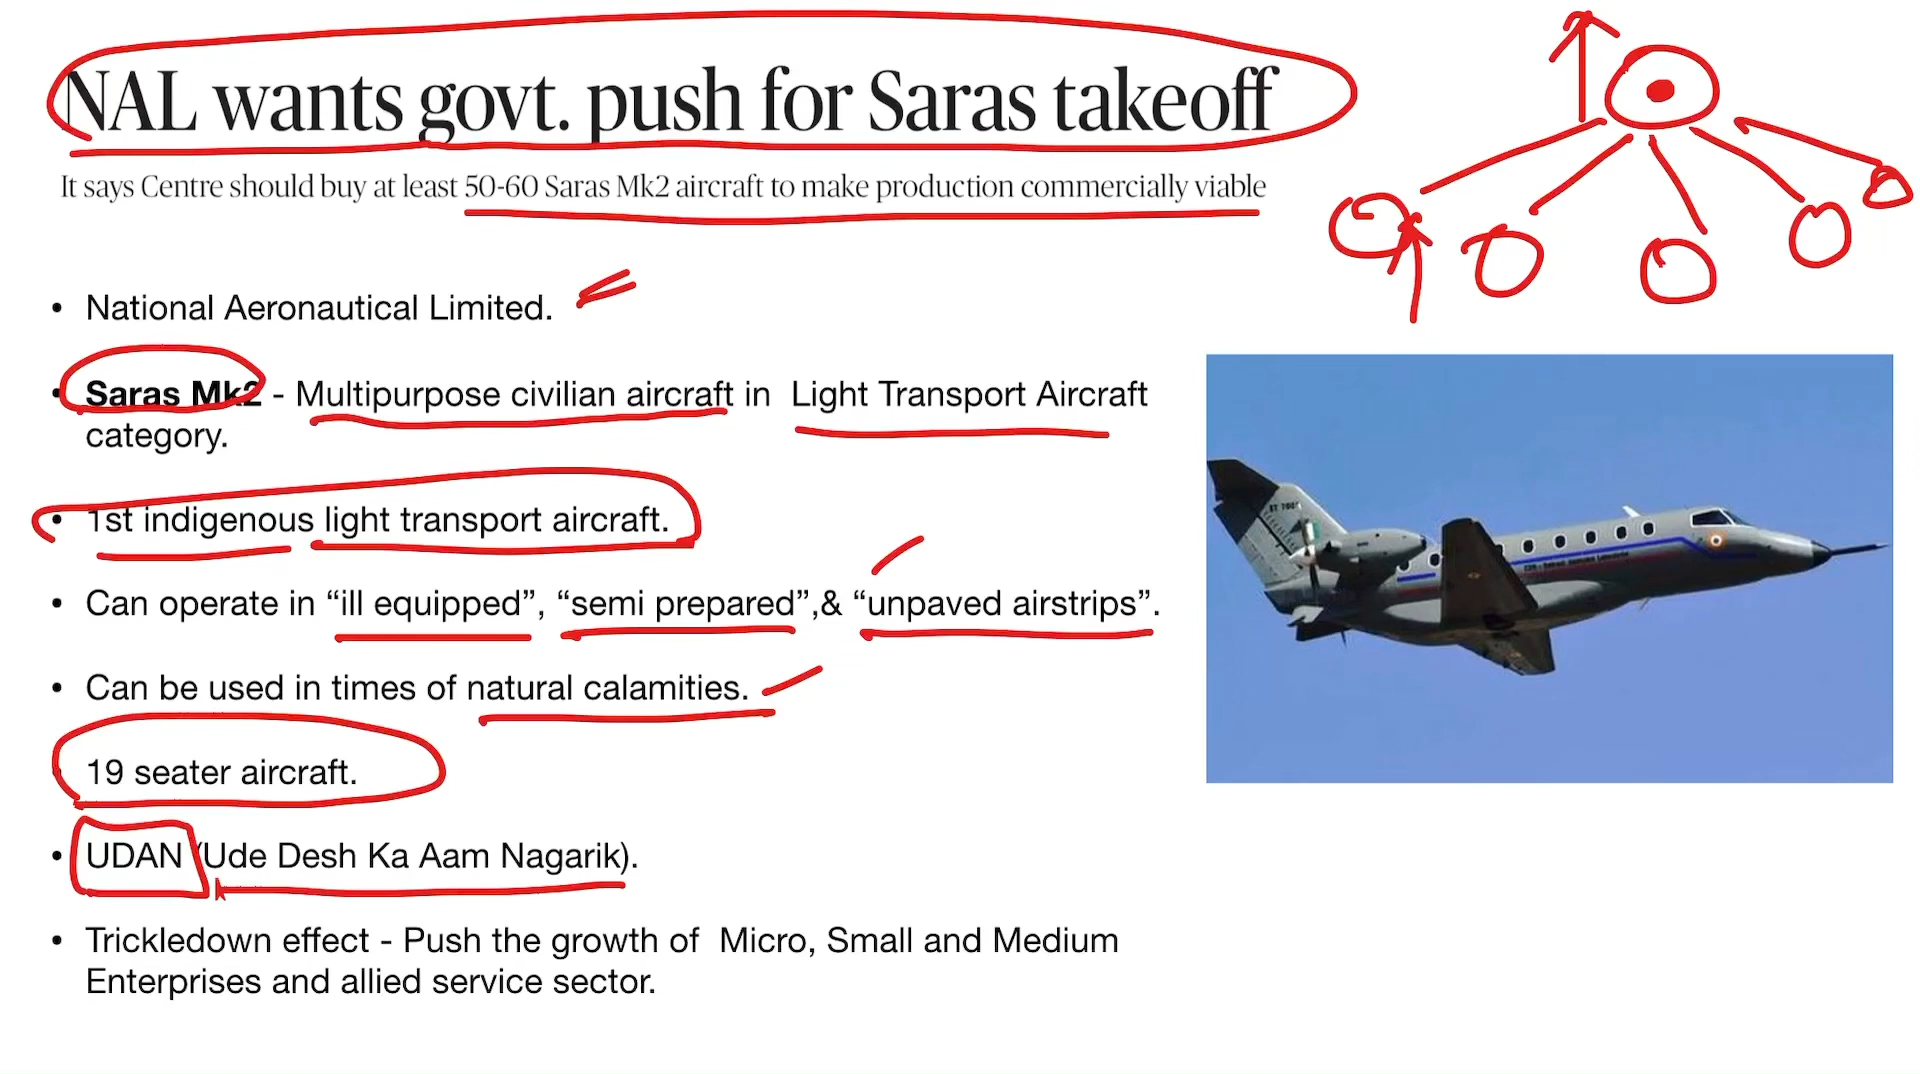 NAL wants govt. push for Saras takeoff
It says Centre should buy at least 50-60 Saras Mk2 aircraft to make production commercially viable
• National Aeronautical Limited.
• Saras Mk2 - Multipurpose civilian aircraft in Light Transport Aircraft
category.
• 1st indigenous light transport aircraft.
• Can operate in “ill equipped”, “semi prepared”,& “unpaved airstrips”.
• Can be used in times of natural calamities.
• 19 seater aircraft.
• UDAN (Ude Desh Ka Aam Nagarik).
• Trickledown effect - Push the growth of Micro, Small and Medium
Enterprises and allied service sector.